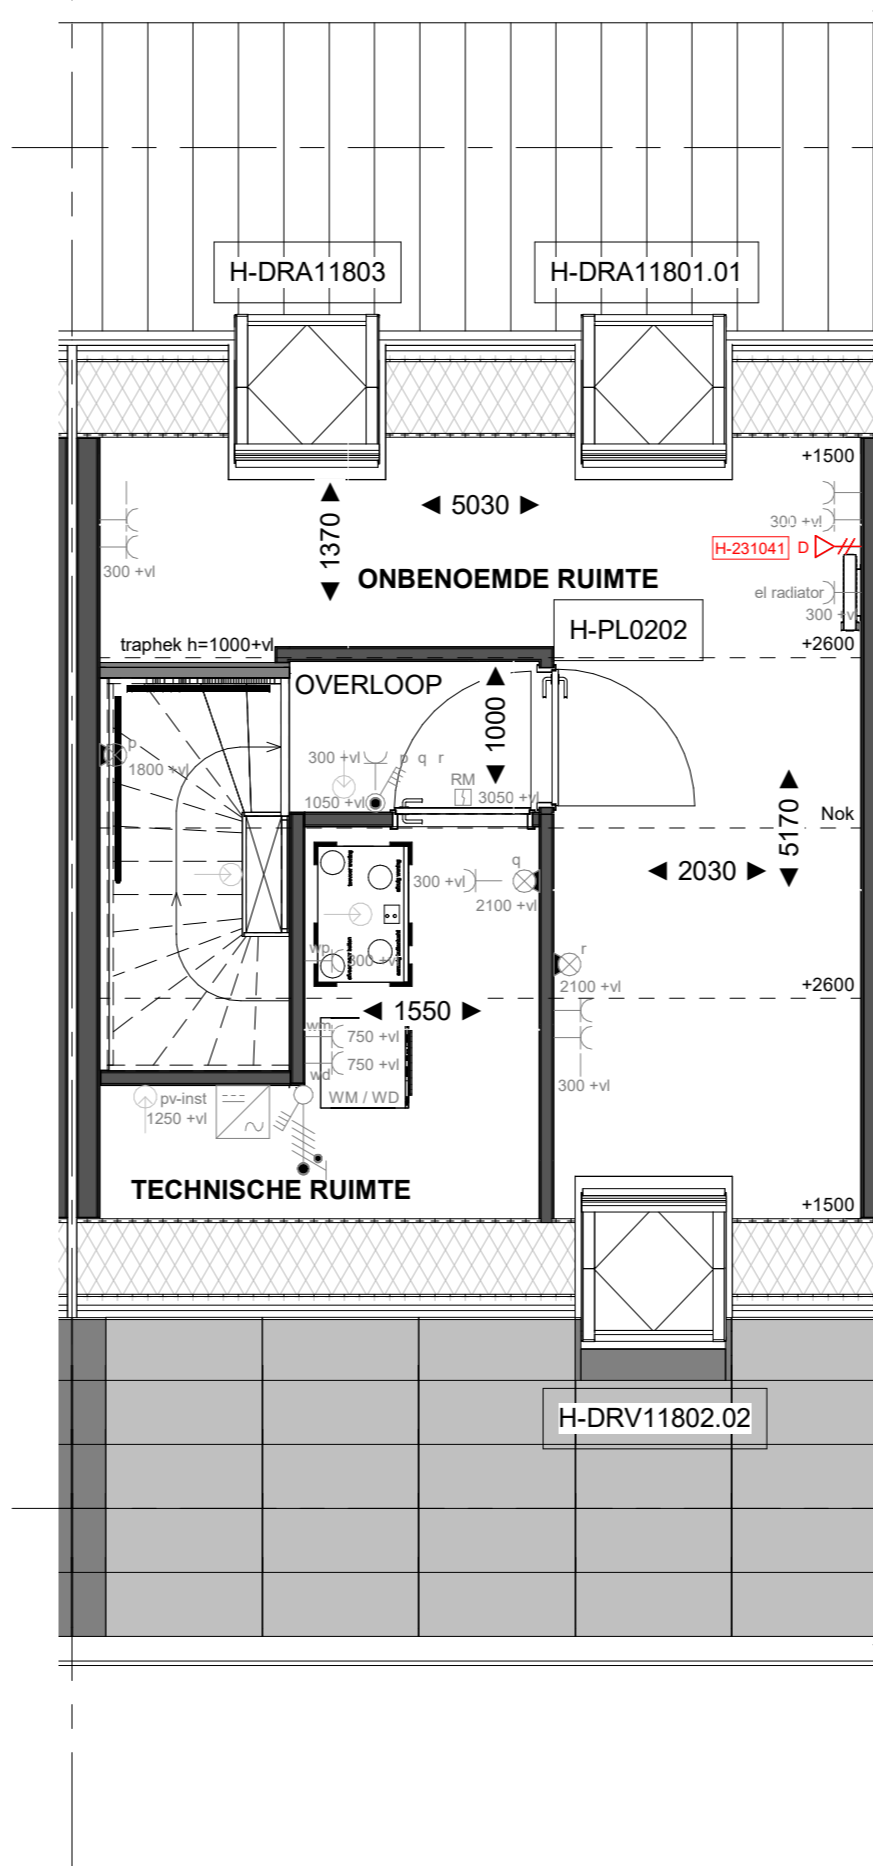 H-DRA11803
H-DRA11801.01
+1500
5030
1370
300 +vl
300 +vl
H-231041 D
ONBENOEMDE RUIMTE
el radiator
300 +vl
H-PL0202
traphek h=1000+vl
+2600
OVERLOOP
1000
p
1800 +vl
300 +vl
p q r
RM
1050 +vl
3050 +vl
Nok
5170
q
300 +vl
2030
2100 +vl
r
wp
300 +vl
2100 +vl
+2600
1550
wm
750 +vl
750 +vl
wd
300 +vl
pv-inst
1250 +vl
WM / WD
TECHNISCHE RUIMTE
+1500
H-DRV11802.02